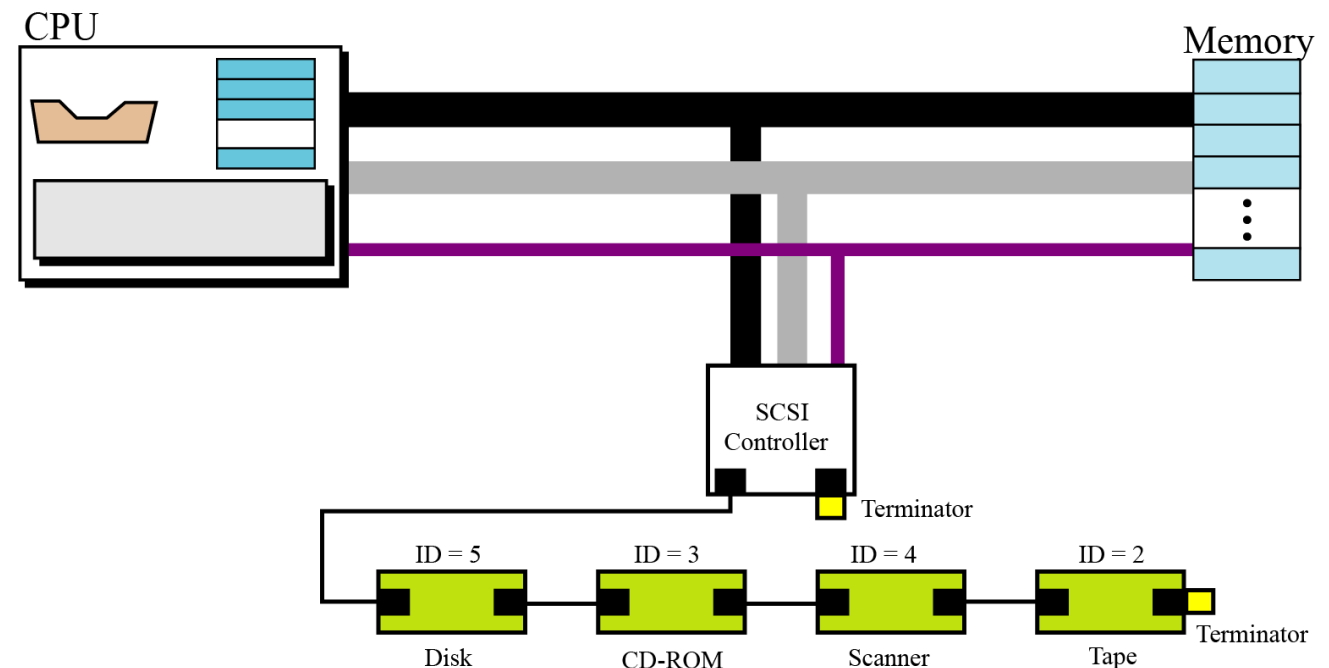 CPU
Memory
SCSI
Controller
Terminator
ID = 5
ID = 3
ID = 4
ID = 2
Terminator
Disk
CD-ROM
Scanner
Tape